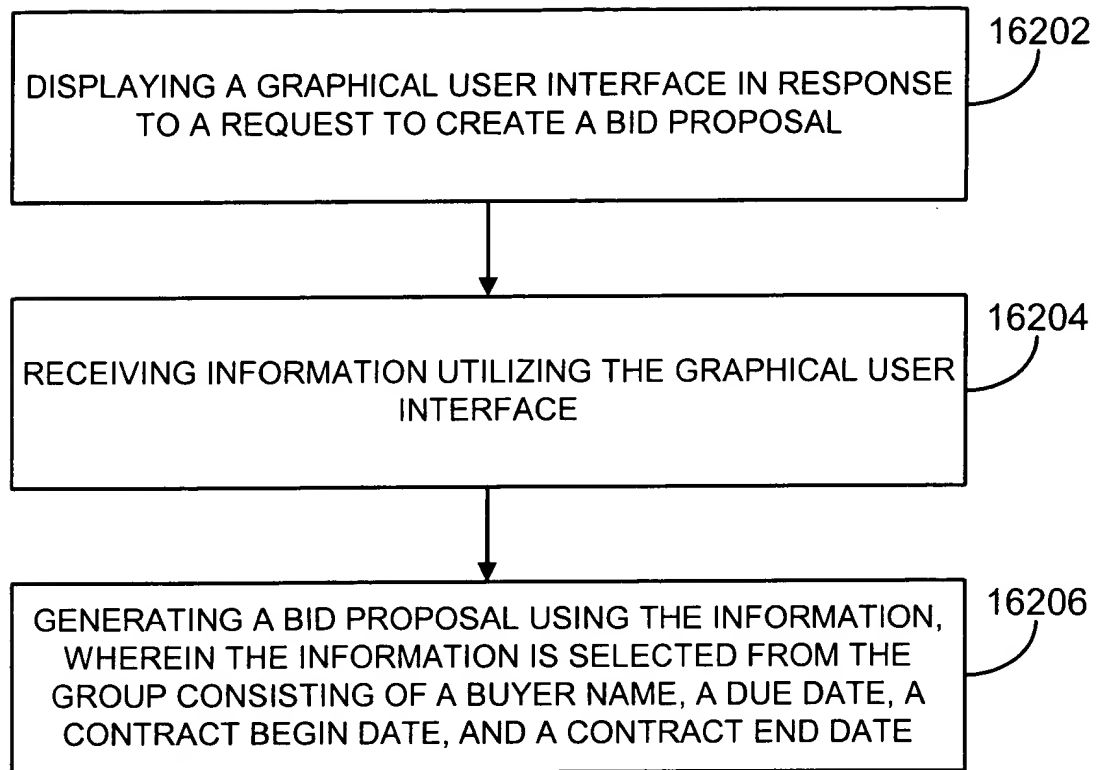 16202
DISPLAYING A GRAPHICAL USER INTERFACE IN RESPONSE
TO A REQUEST TO CREATE A BID PROPOSAL
16204
RECEIVING INFORMATION UTILIZING THE GRAPHICAL USER
INTERFACE
16206
GENERATING A BID PROPOSAL USING THE INFORMATION,
WHEREIN THE INFORMATION IS SELECTED FROM THE
GROUP CONSISTING OF A BUYER NAME, A DUE DATE, A
CONTRACT BEGIN DATE, AND A CONTRACT END DATE